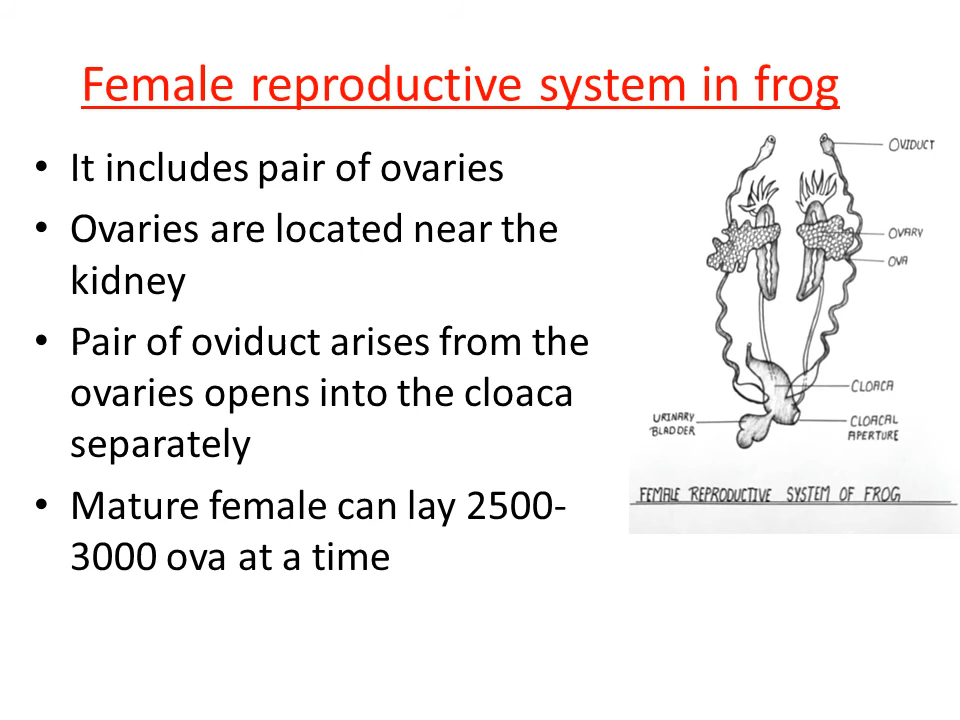 Female reproductive system in frog
• It includes pair of ovaries
• Ovaries are located near the
kidney
• Pair of oviduct arises from the
ovaries opens into the cloaca
separately
• Mature female can lay 2500-
3000 ova at a time
OVIDUCT
OVARY
OVA
CLOACA
URINARY
BLADDER
CLOACAL
APERTURE
FEMALE REPRODUCTIVE SYSTEM OF FROG